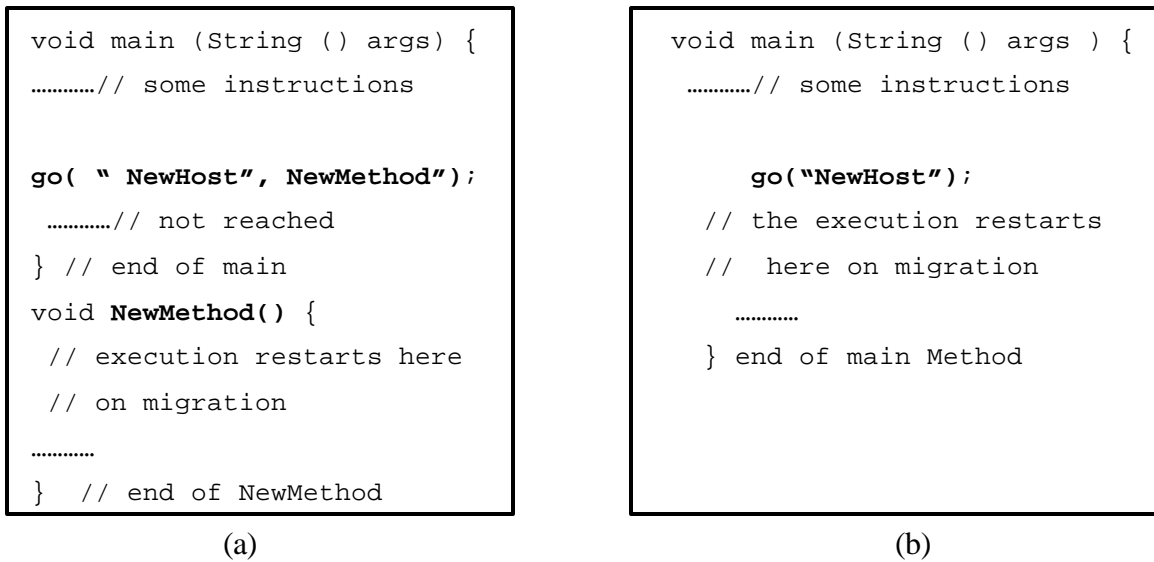 void main (String () args) {
…………// some instructions
go( “ NewHost”, NewMethod”);
…………// not reached
} // end of main
void NewMethod() {
// execution restarts here
// on migration
…………
} // end of NewMethod
(a)
void main (String () args ) {
…………// some instructions
go(“NewHost”);
// the execution restarts
// here on migration
…………
} end of main Method
(b)